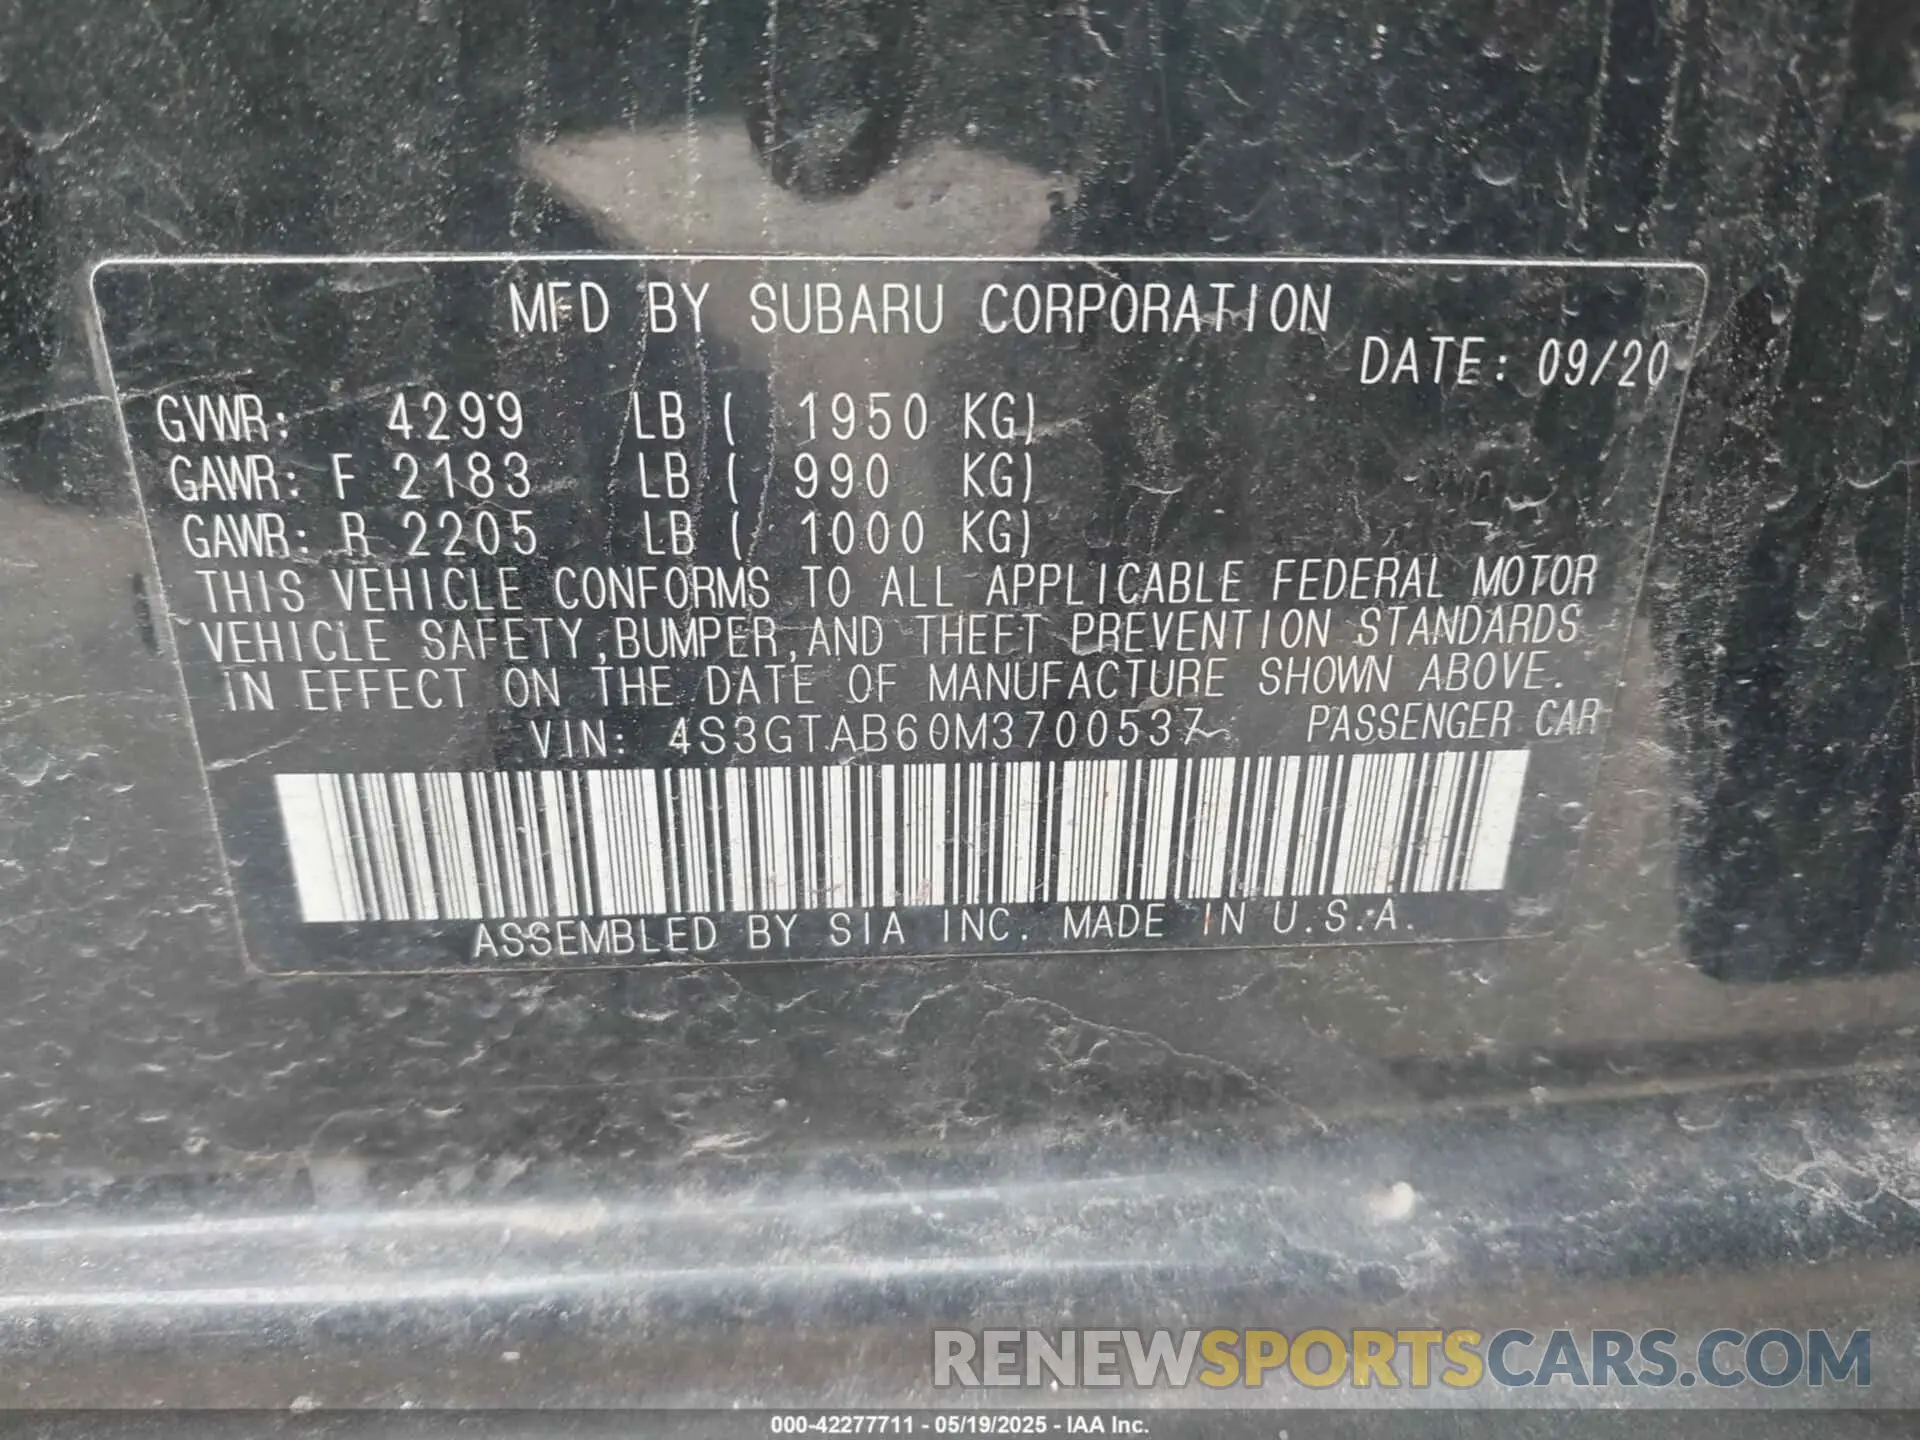 MFD BY SUBARU CORPORATION
DATE: 09/20
GVWR: 4299 LB ( 1950 KG)
GAWR: F 2183 LB ( 990 KG)
GAWR: R 2205 LB ( 1000 KG)
THIS VEHICLE CONFORMS TO ALL APPLICABLE FEDERAL MOTOR
VEHICLE SAFETY,BUMPER,AND THEFT PREVENTION STANDARDS
IN EFFECT ON THE DATE OF MANUFACTURE SHOWN ABOVE.
VIN: 4S3GTAB60M3700537 PASSENGER CAR
ASSEMBLED BY SIA INC. MADE IN U.S.A.
RENEWSPORTSCARS.COM
000-42277711 - 05/19/2025 - IAA Inc.